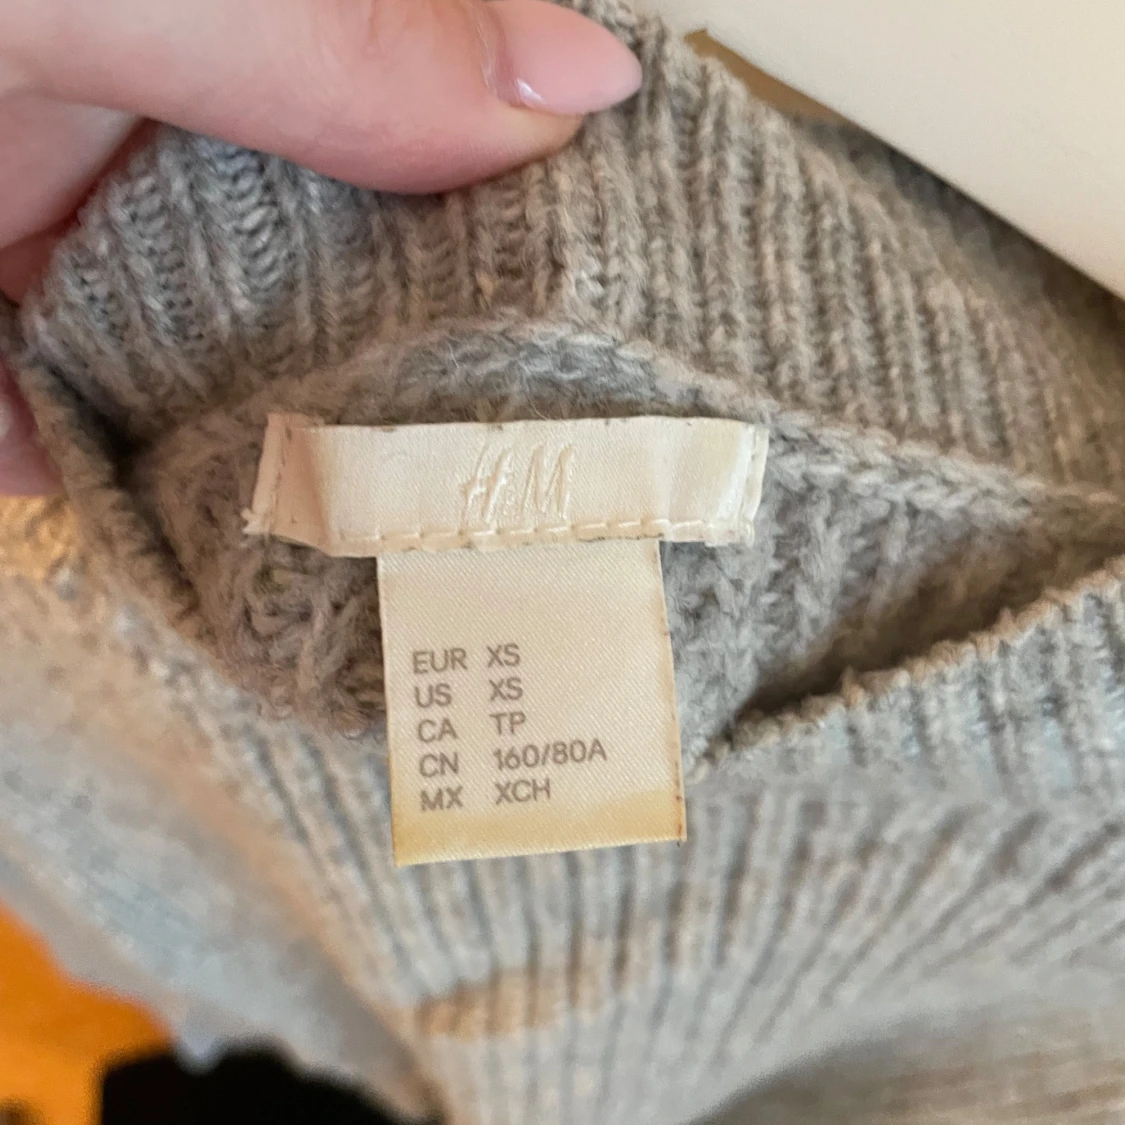 H&M
EUR XS
US XS
CA TP
CN 160/80A
MX XCH